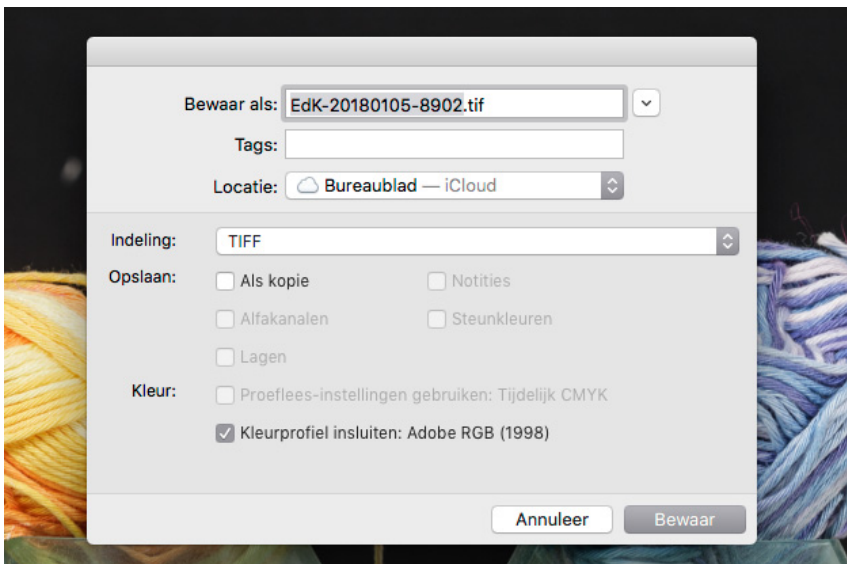 Bewaar als: EdK-20180105-8902.tif
Tags:
Locatie: Bureaublad — iCloud
Indeling: TIFF
Opslaan: Als kopie Notities
Alfakanalen Steunkleuren
Lagen
Kleur: Proeflees-instellingen gebruiken: Tijdelijk CMYK
Kleurprofiel insluiten: Adobe RGB (1998)
Annuleer Bewaar